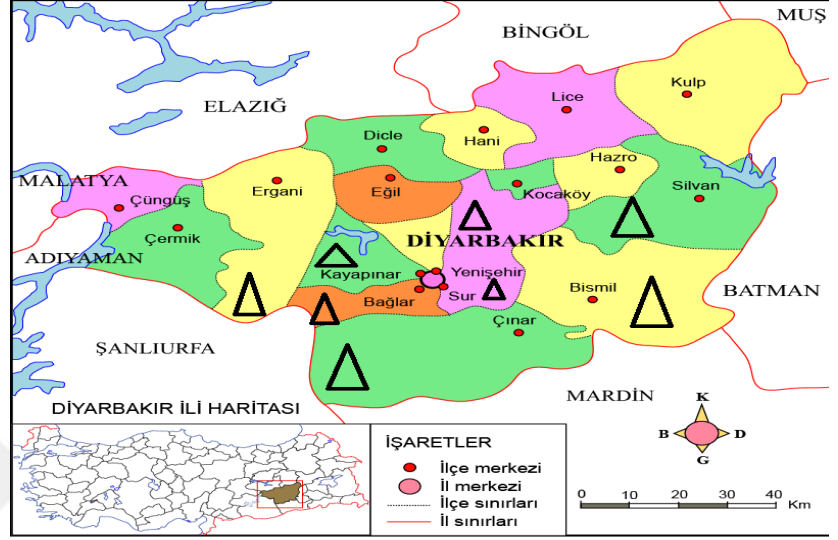 MUŞ
BİNGÖL
Kulp
Lice
ELAZIĞ
Dicle
Hani
Hazro
MALATYA
Ergani
Eğil
Kocaköy
Silvan
Çüngüş
Çermik
DİYARBAKIR
ADIYAMAN
Kayapınar
Yenişehir
Bağlar
Sur
Bismil
BATMAN
Çınar
ŞANLIURFA
MARDİN
DİYARBAKIR İLİ HARİTASI
K
B
D
G
İŞARETLER
İlçe merkezi
İl merkezi
İlçe sınırları
İl sınırları
0 10 20 30 40 Km